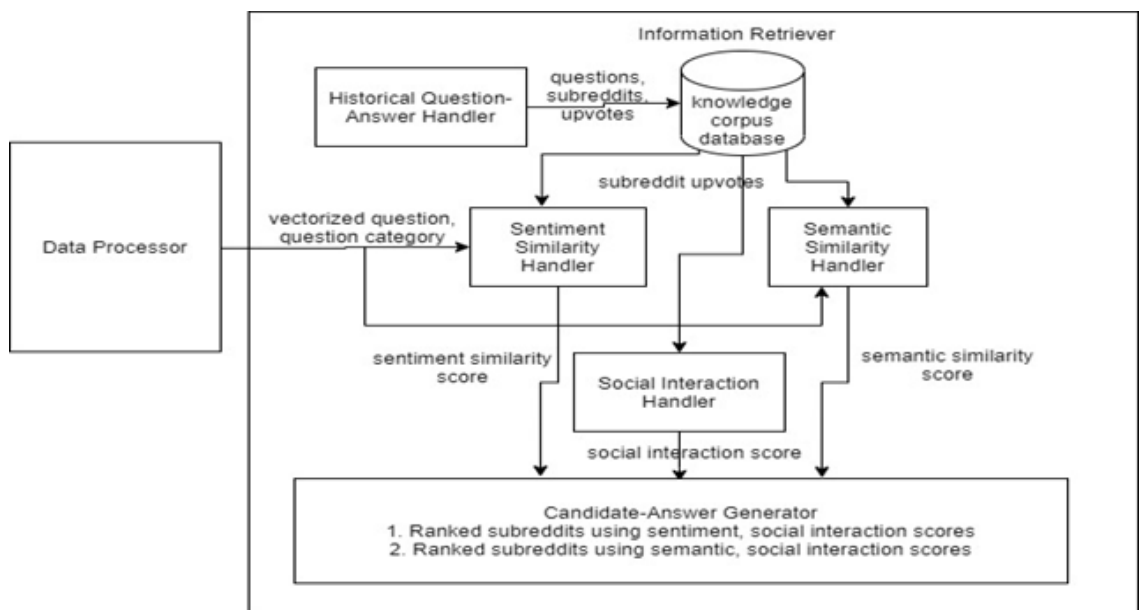 Information Retriever
Historical Question-
Answer Handler
questions,
subreddits,
upvotes
knowledge
corpus
database
subreddit upvotes
Data Processor
vectorized question,
question category
Sentiment
Similarity
Handler
Semantic
Similarity
Handler
sentiment similarity
score
Social Interaction
Handler
semantic similarity
score
social interaction score
Candidate-Answer Generator
1. Ranked subreddits using sentiment, social interaction scores
2. Ranked subreddits using semantic, social interaction scores